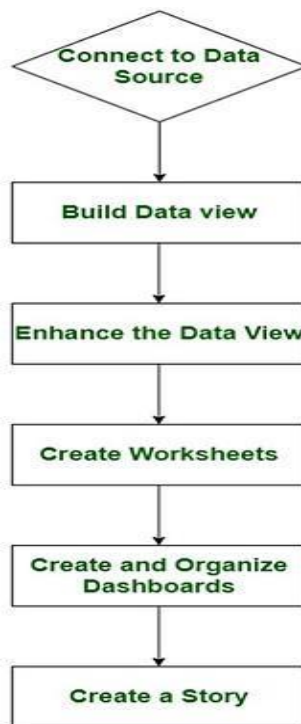 Connect to Data
Source
Build Data view
Enhance the Data View
Create Worksheets
Create and Organize
Dashboards
Create a Story